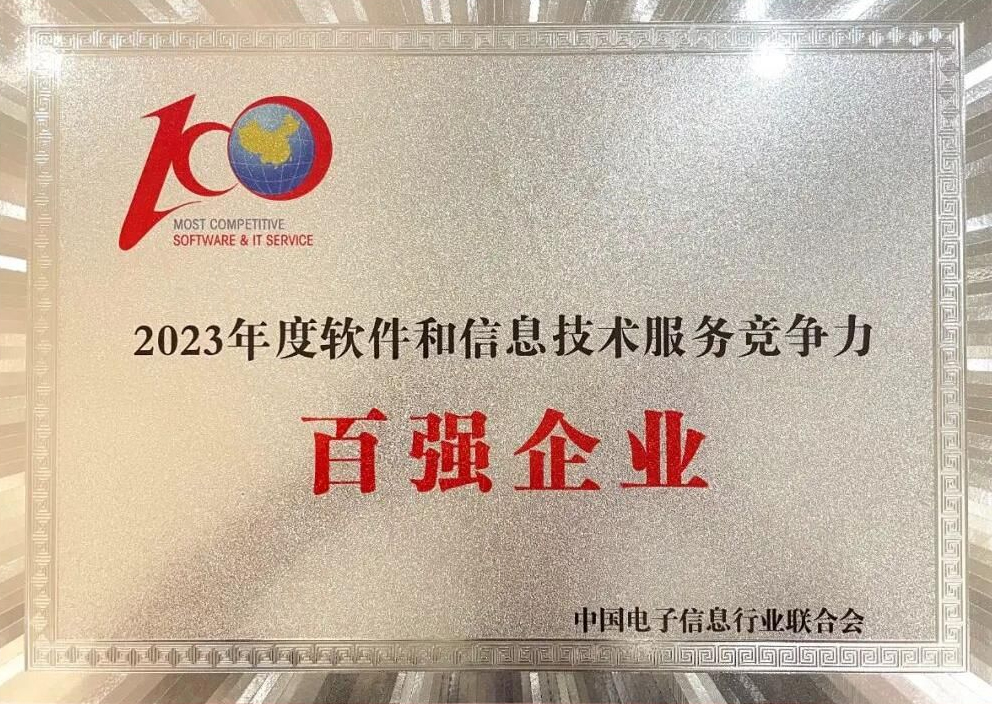 100
MOST COMPETITIVE
SOFTWARE & IT SERVICE
2023年度软件和信息技术服务竞争力
百强企业
中国电子信息行业联合会